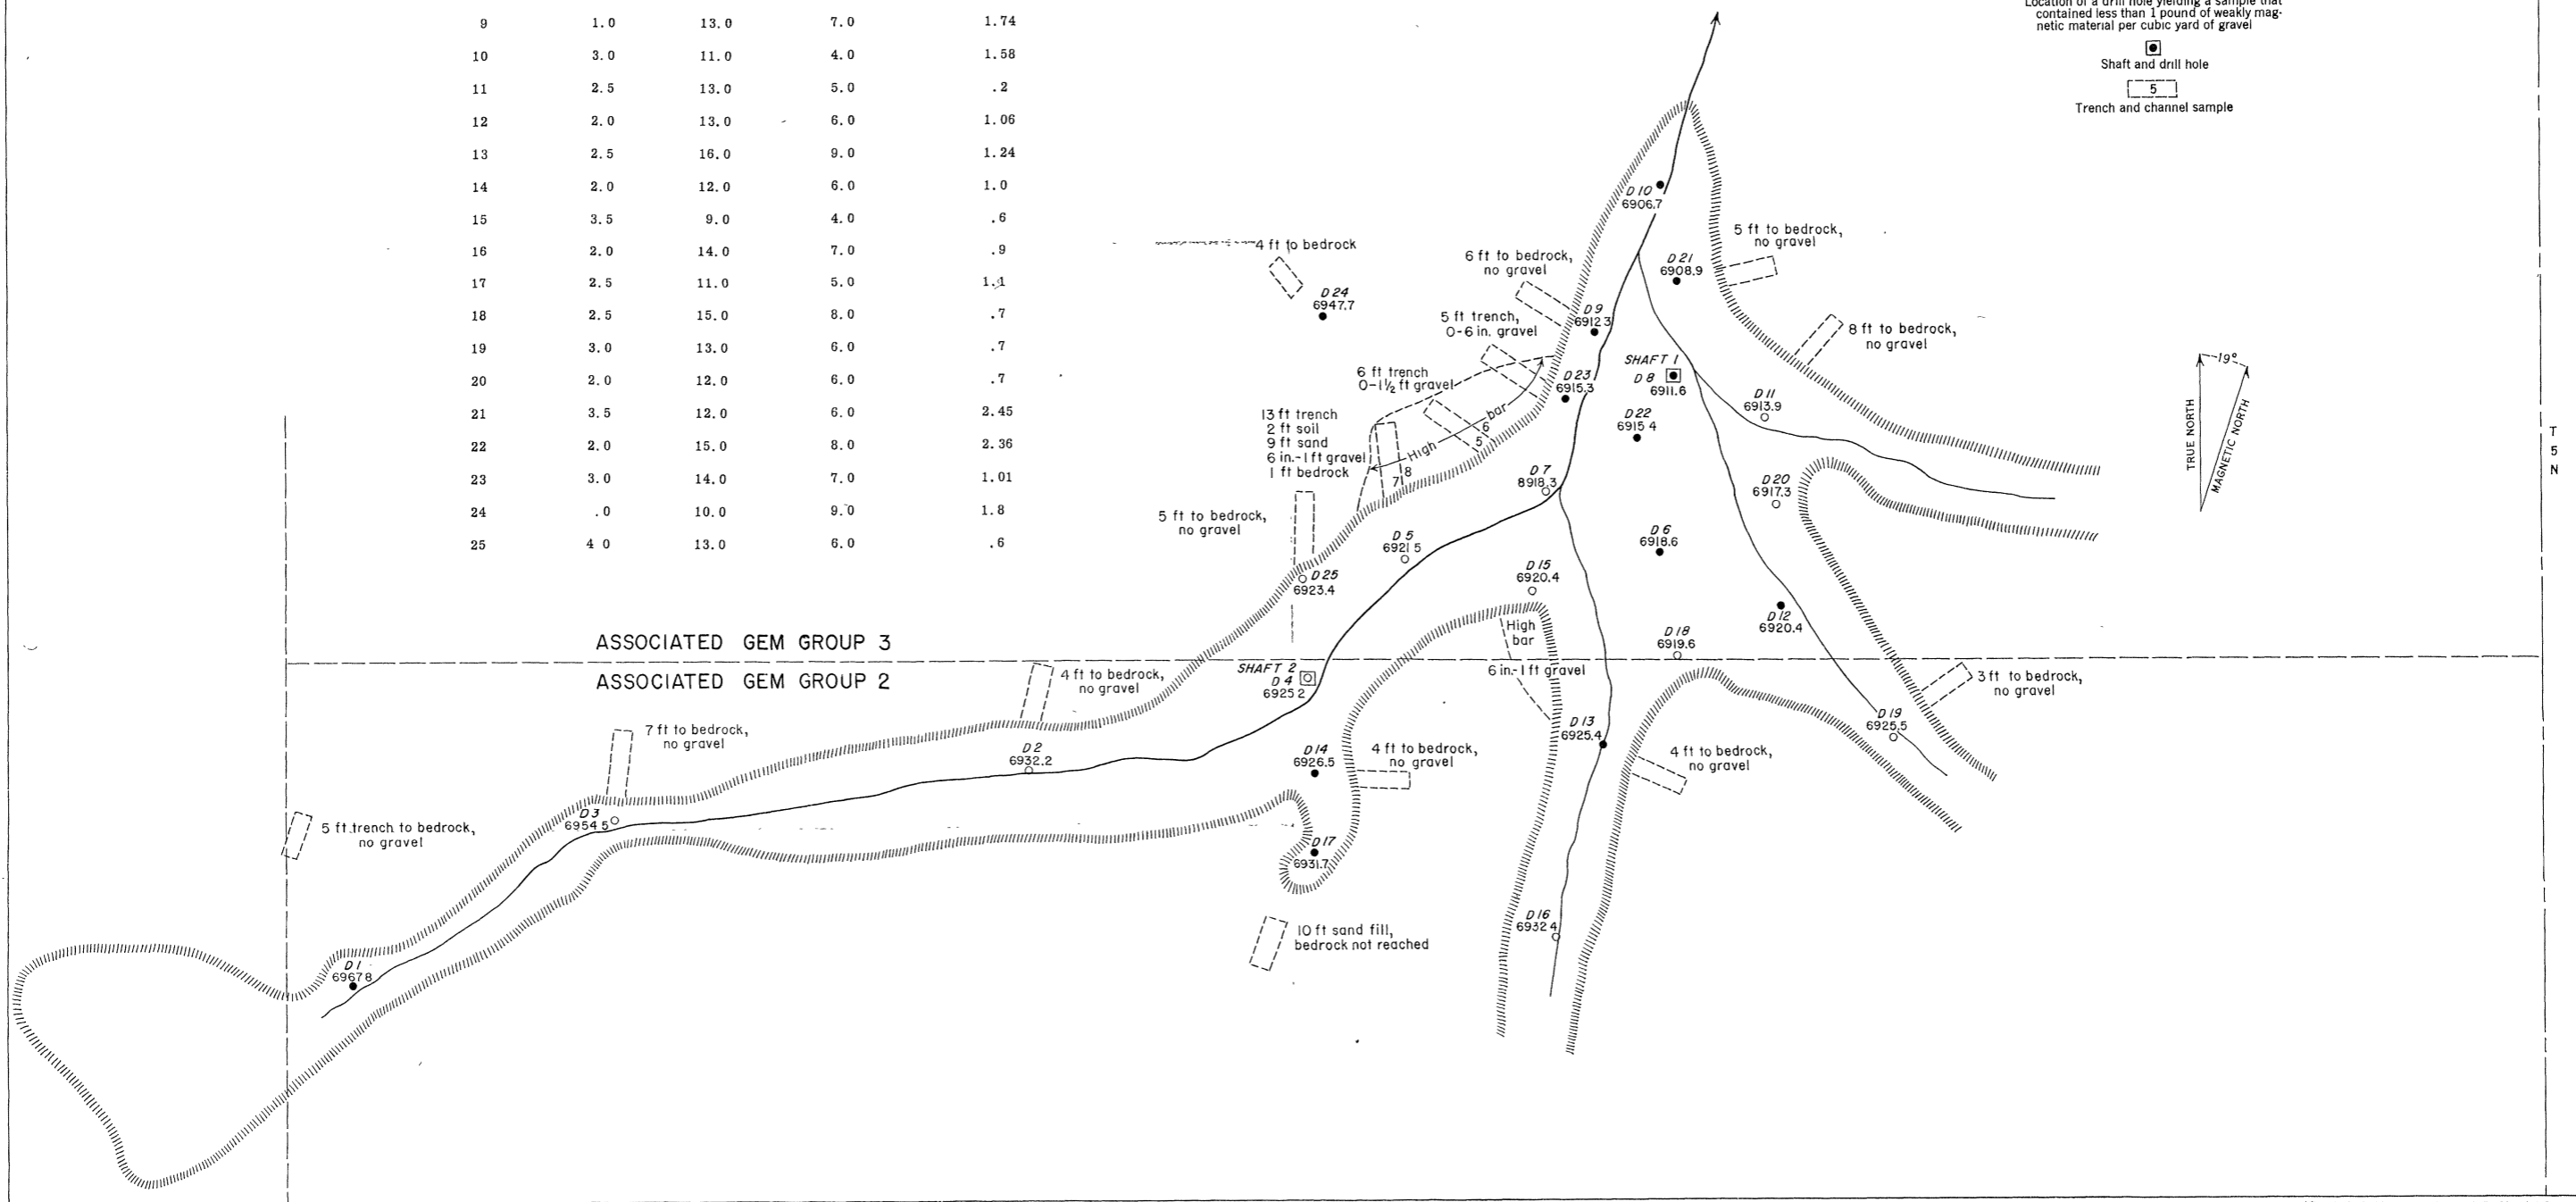 9 1.0 13.0 7.0 1.74
10 3.0 11.0 4.0 1.58
11 2.5 13.0 5.0 .2
12 2.0 13.0 6.0 1.06
13 2.5 16.0 9.0 1.24
14 2.0 12.0 6.0 1.0
15 3.5 9.0 4.0 .6
16 2.0 14.0 7.0 .9
17 2.5 11.0 5.0 1.1
18 2.5 15.0 8.0 .7
19 3.0 13.0 6.0 .7
20 2.0 12.0 6.0 .7
21 3.5 12.0 6.0 2.45
22 2.0 15.0 8.0 2.36
23 3.0 14.0 7.0 1.01
24 .0 10.0 9.0 1.8
25 4 0 13.0 6.0 .6
Location of a drill hole yielding a sample that
contained less than 1 pound of weakly mag-
netic material per cubic yard of gravel
Shaft and drill hole
5
Trench and channel sample
D 10
6906.7
5 ft to bedrock,
no gravel
4 ft to bedrock
D 24
6947.7
6 ft to bedrock,
no gravel
D 21
6908.9
D 9
6912 3
5 ft trench,
0-6 in. gravel
8 ft to bedrock,
no gravel
SHAFT 1
D 8
6911.6
D 23
6915.3
6 ft trench
0-1½ ft gravel
D 11
6913.9
D 22
6915 4
13 ft trench
2 ft soil
9 ft sand
6 in.-1 ft gravel
1 ft bedrock
High bar
6
5
8
7
TRUE NORTH
MAGNETIC NORTH
19°
T
5
N
D 7
8918.3
D 20
6917.3
5 ft to bedrock,
no gravel
D 5
6921 5
D 6
6918.6
D 25
6923.4
D 15
6920.4
D 12
6920.4
High
bar
D 18
6919.6
ASSOCIATED GEM GROUP 3
ASSOCIATED GEM GROUP 2
4 ft to bedrock,
no gravel
SHAFT 2
D 4
6925 2
6 in.-1 ft gravel
3 ft to bedrock,
no gravel
7 ft to bedrock,
no gravel
D 2
6932.2
D 14
6926.5
4 ft to bedrock,
no gravel
D 13
6925.4
4 ft to bedrock,
no gravel
D 19
6925.5
D 3
6954 5
5 ft trench to bedrock,
no gravel
D 17
6931.7
10 ft sand fill,
bedrock not reached
D 16
6932 4
D 1
6967 8